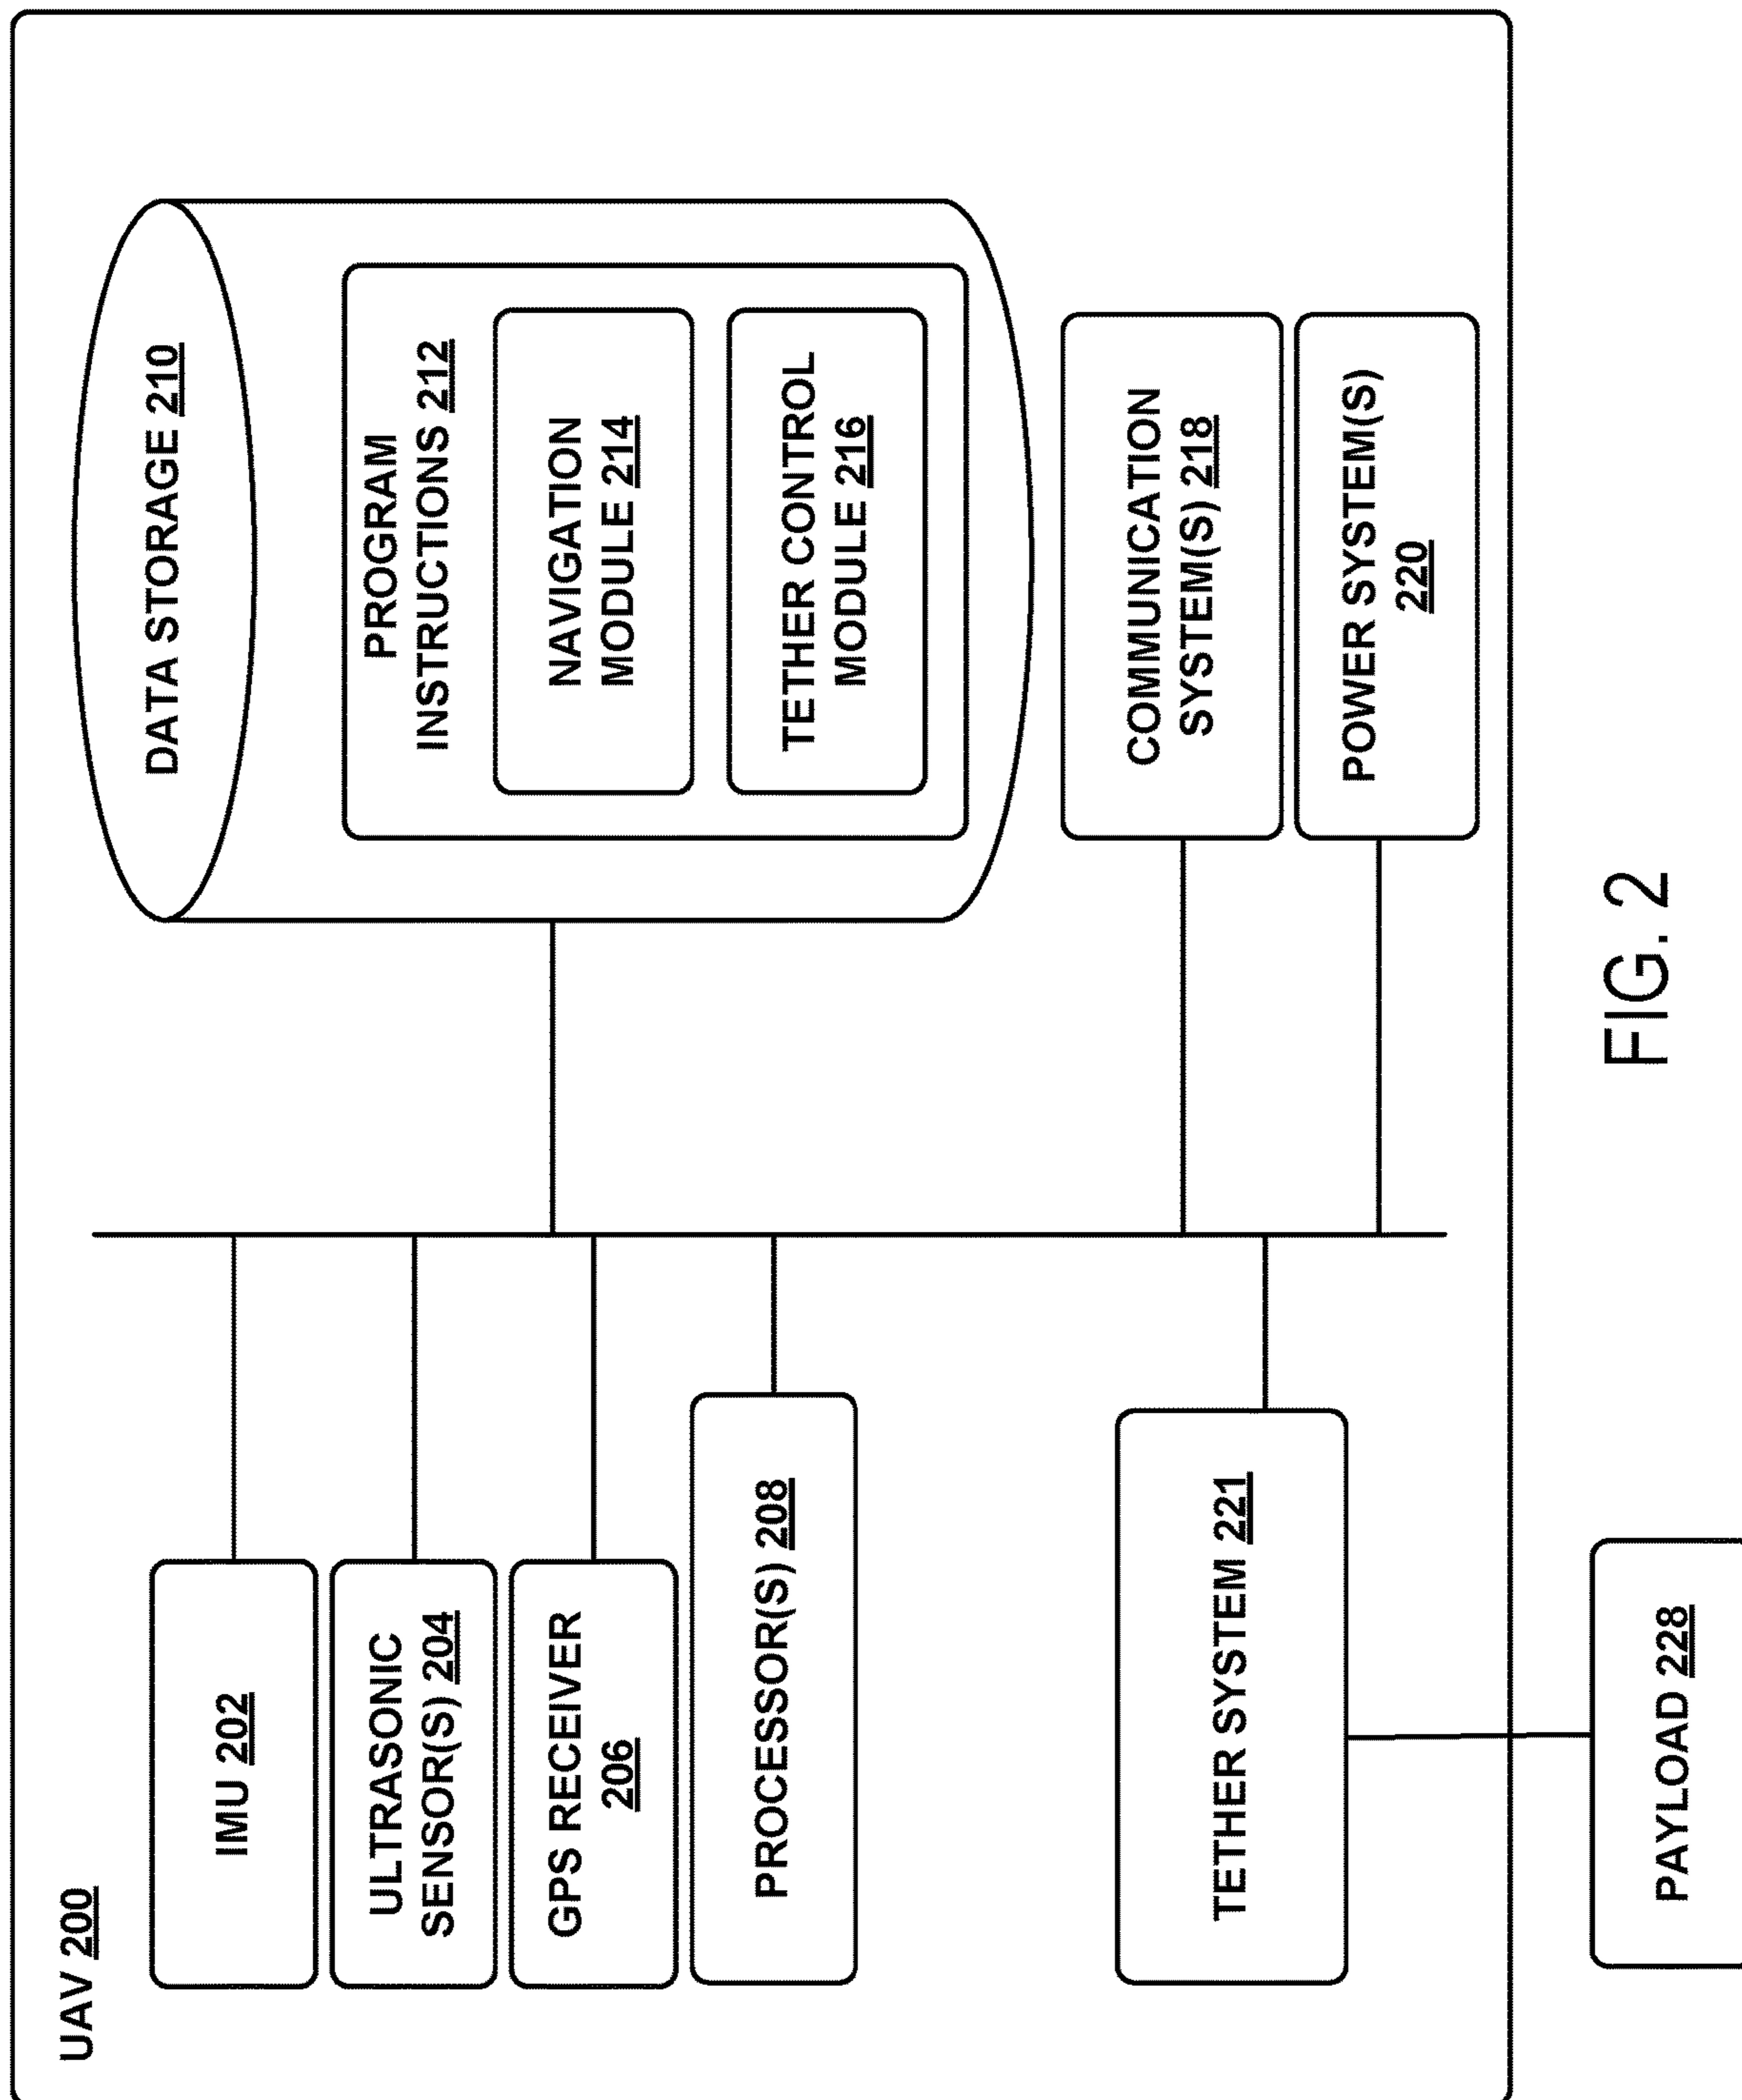 UAV 200
IMU 202
ULTRASONIC
SENSOR(S) 204
GPS RECEIVER
206
PROCESSOR(S) 208
TETHER SYSTEM 221
PAYLOAD 228
DATA STORAGE 210
PROGRAM
INSTRUCTIONS 212
NAVIGATION
MODULE 214
TETHER CONTROL
MODULE 216
COMMUNICATION
SYSTEM(S) 218
POWER SYSTEM(S)
220
FIG. 2